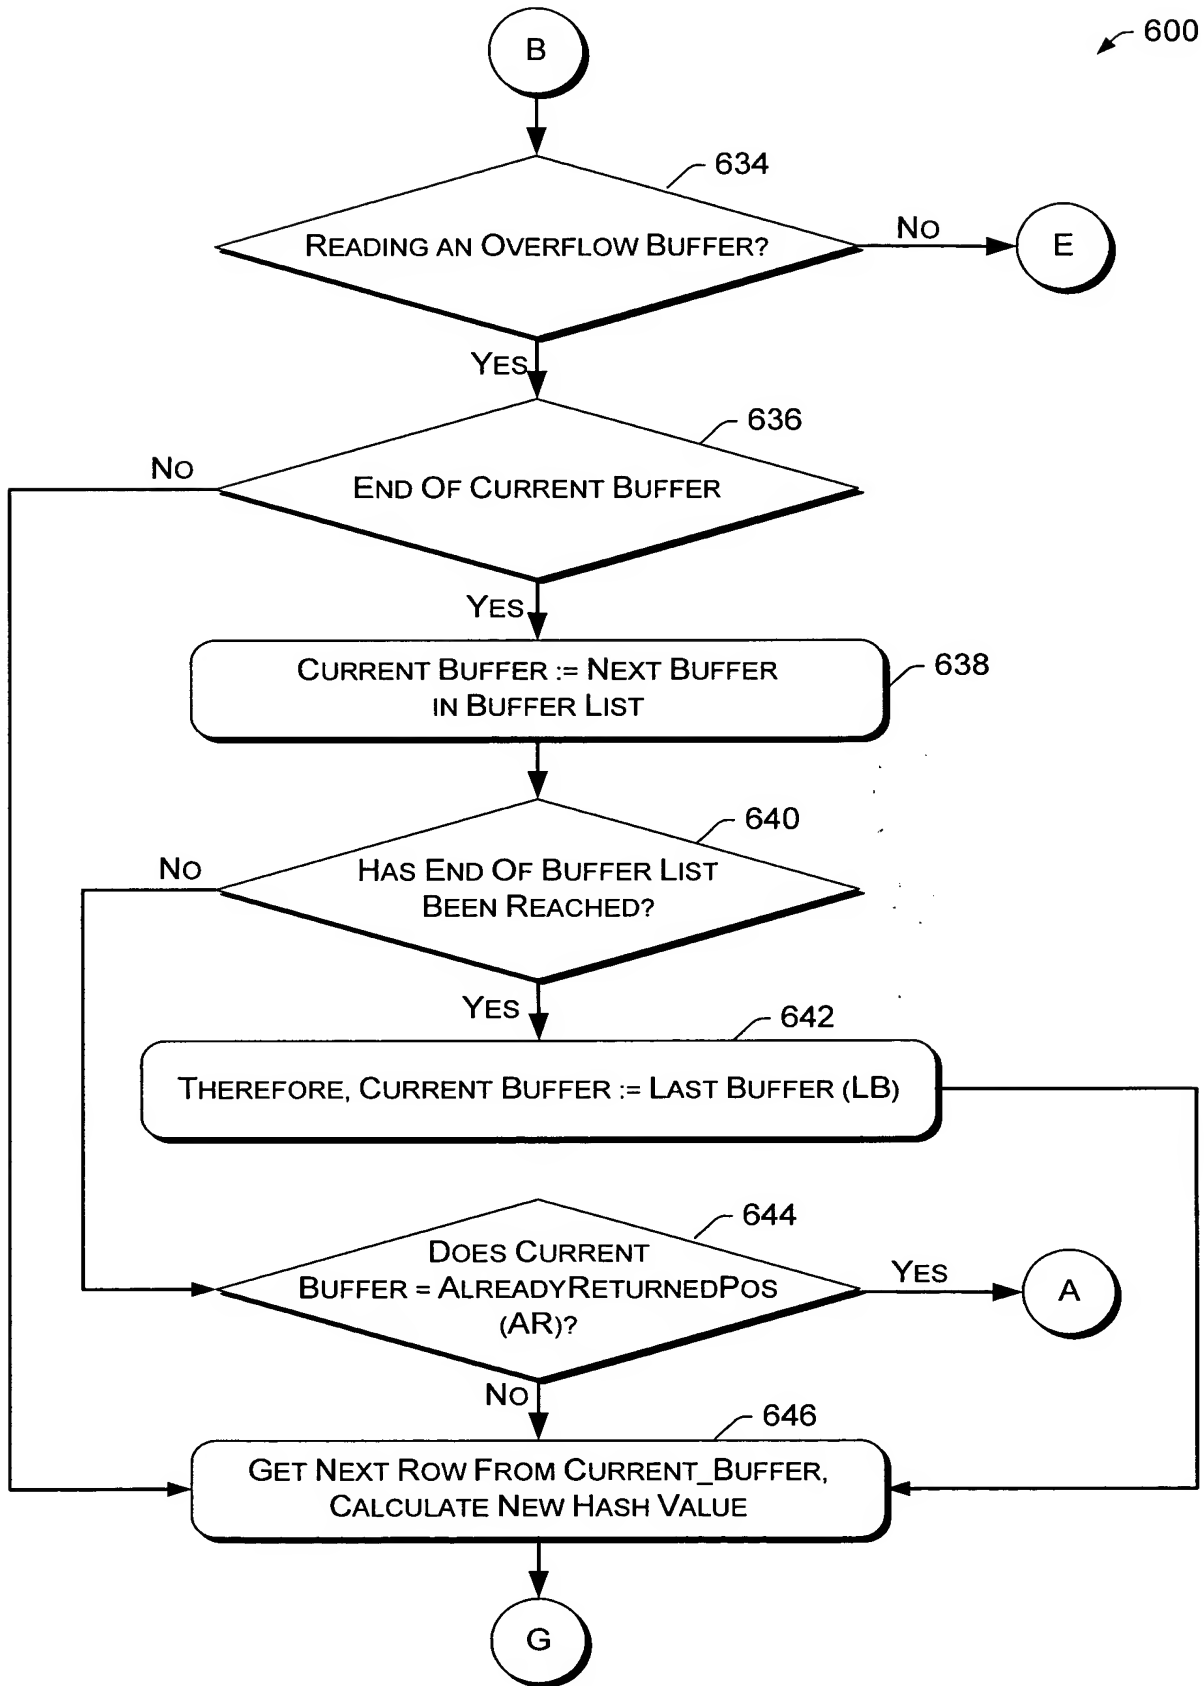 600
B
634
READING AN OVERFLOW BUFFER?
NO
E
YES
636
NO
END OF CURRENT BUFFER
YES
CURRENT BUFFER := NEXT BUFFER
IN BUFFER LIST
638
640
NO
HAS END OF BUFFER LIST
BEEN REACHED?
YES
642
THEREFORE, CURRENT BUFFER := LAST BUFFER (LB)
644
DOES CURRENT
BUFFER = ALREADYRETURNEDPOS
(AR)?
YES
A
NO
646
GET NEXT ROW FROM CURRENT_BUFFER,
CALCULATE NEW HASH VALUE
G